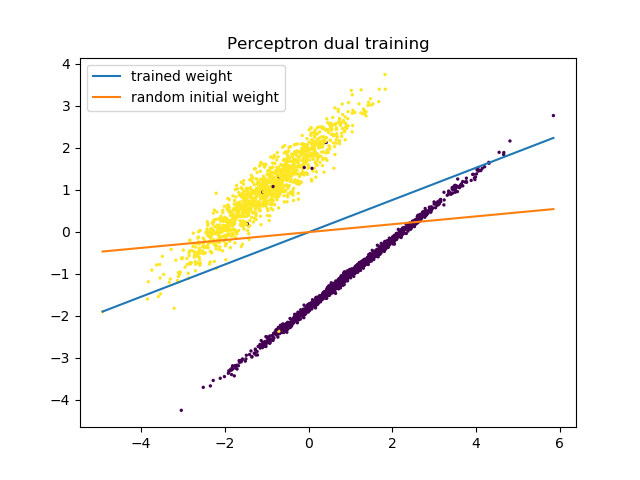 Perceptron dual training
trained weight
random initial weight
4
3
2
1
0
−1
−2
−3
−4
−4 −2 0 2 4 6